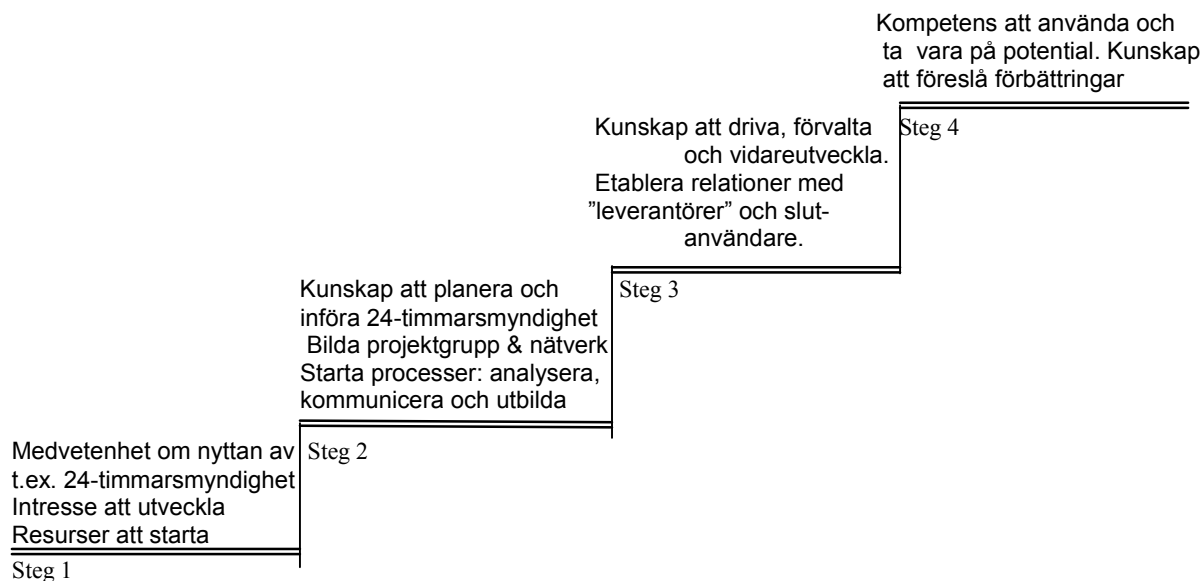 Kompetens att använda och
ta vara på potential. Kunskap
att föreslå förbättringar
Steg 4
Kunskap att driva, förvalta
och vidareutveckla.
Etablera relationer med
”leverantörer” och slut-
användare.
Steg 3
Kunskap att planera och
införa 24-timmarsmyndighet
Bilda projektgrupp & nätverk
Starta processer: analysera,
kommunicera och utbilda
Steg 2
Medvetenhet om nyttan av
t.ex. 24-timmarsmyndighet
Intresse att utveckla
Resurser att starta
Steg 1